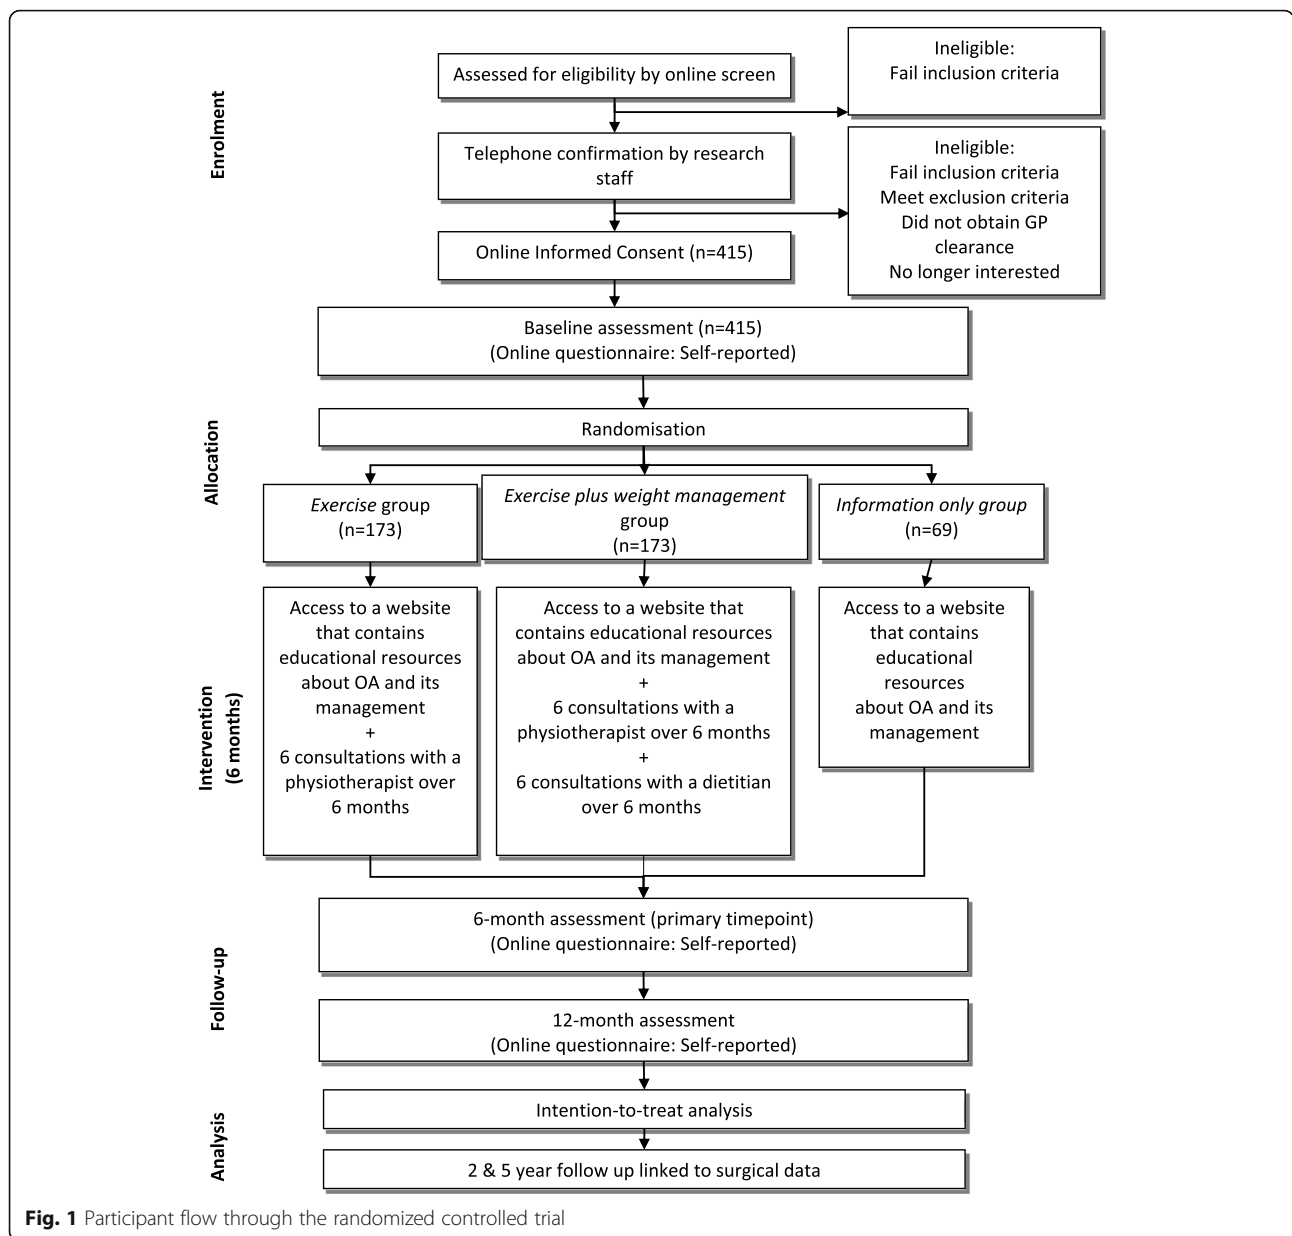 Enrolment
Assessed for eligibility by online screen
Ineligible:
Fail inclusion criteria
Telephone confirmation by research
staff
Ineligible:
Fail inclusion criteria
Meet exclusion criteria
Did not obtain GP
clearance
No longer interested
Online Informed Consent (n=415)
Baseline assessment (n=415)
(Online questionnaire: Self-reported)
Allocation
Randomisation
Exercise group
(n=173)
Exercise plus weight management
group
(n=173)
Information only group
(n=69)
Intervention
(6 months)
Access to a website
that contains
educational resources
about OA and its
management
+
6 consultations with a
physiotherapist over
6 months
Access to a website that
contains educational resources
about OA and its management
+
6 consultations with a
physiotherapist over 6 months
+
6 consultations with a dietitian
over 6 months
Access to a website
that contains
educational
resources
about OA and its
management
Follow-up
6-month assessment (primary timepoint)
(Online questionnaire: Self-reported)
12-month assessment
(Online questionnaire: Self-reported)
Analysis
Intention-to-treat analysis
2 & 5 year follow up linked to surgical data
Fig. 1 Participant flow through the randomized controlled trial